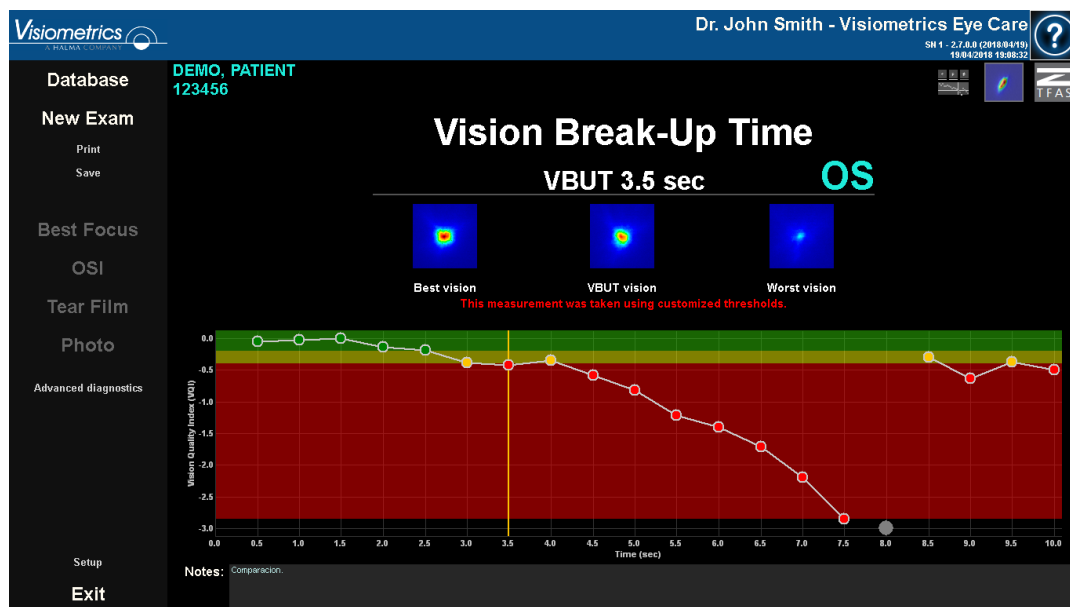 Visiometrics
A HALMA COMPANY
Dr. John Smith - Visiometrics Eye Care
SN 1 - 2.7.0.0 (2018/04/19)
19/04/2018 19:08:32
?
Database
New Exam
Print
Save
Best Focus
OSI
Tear Film
Photo
Advanced diagnostics
Setup
Exit
DEMO, PATIENT
123456
TFAS
Vision Break-Up Time
VBUT 3.5 sec
OS
Best vision
VBUT vision
Worst vision
This measurement was taken using customized thresholds.
Vision Quality Index (VQI)
0.0
-0.5
-1.0
-1.5
-2.0
-2.5
-3.0
0.0 0.5 1.0 1.5 2.0 2.5 3.0 3.5 4.0 4.5 5.0 5.5 6.0 6.5 7.0 7.5 8.0 8.5 9.0 9.5 10.0
Time (sec)
Notes: Comparacion.